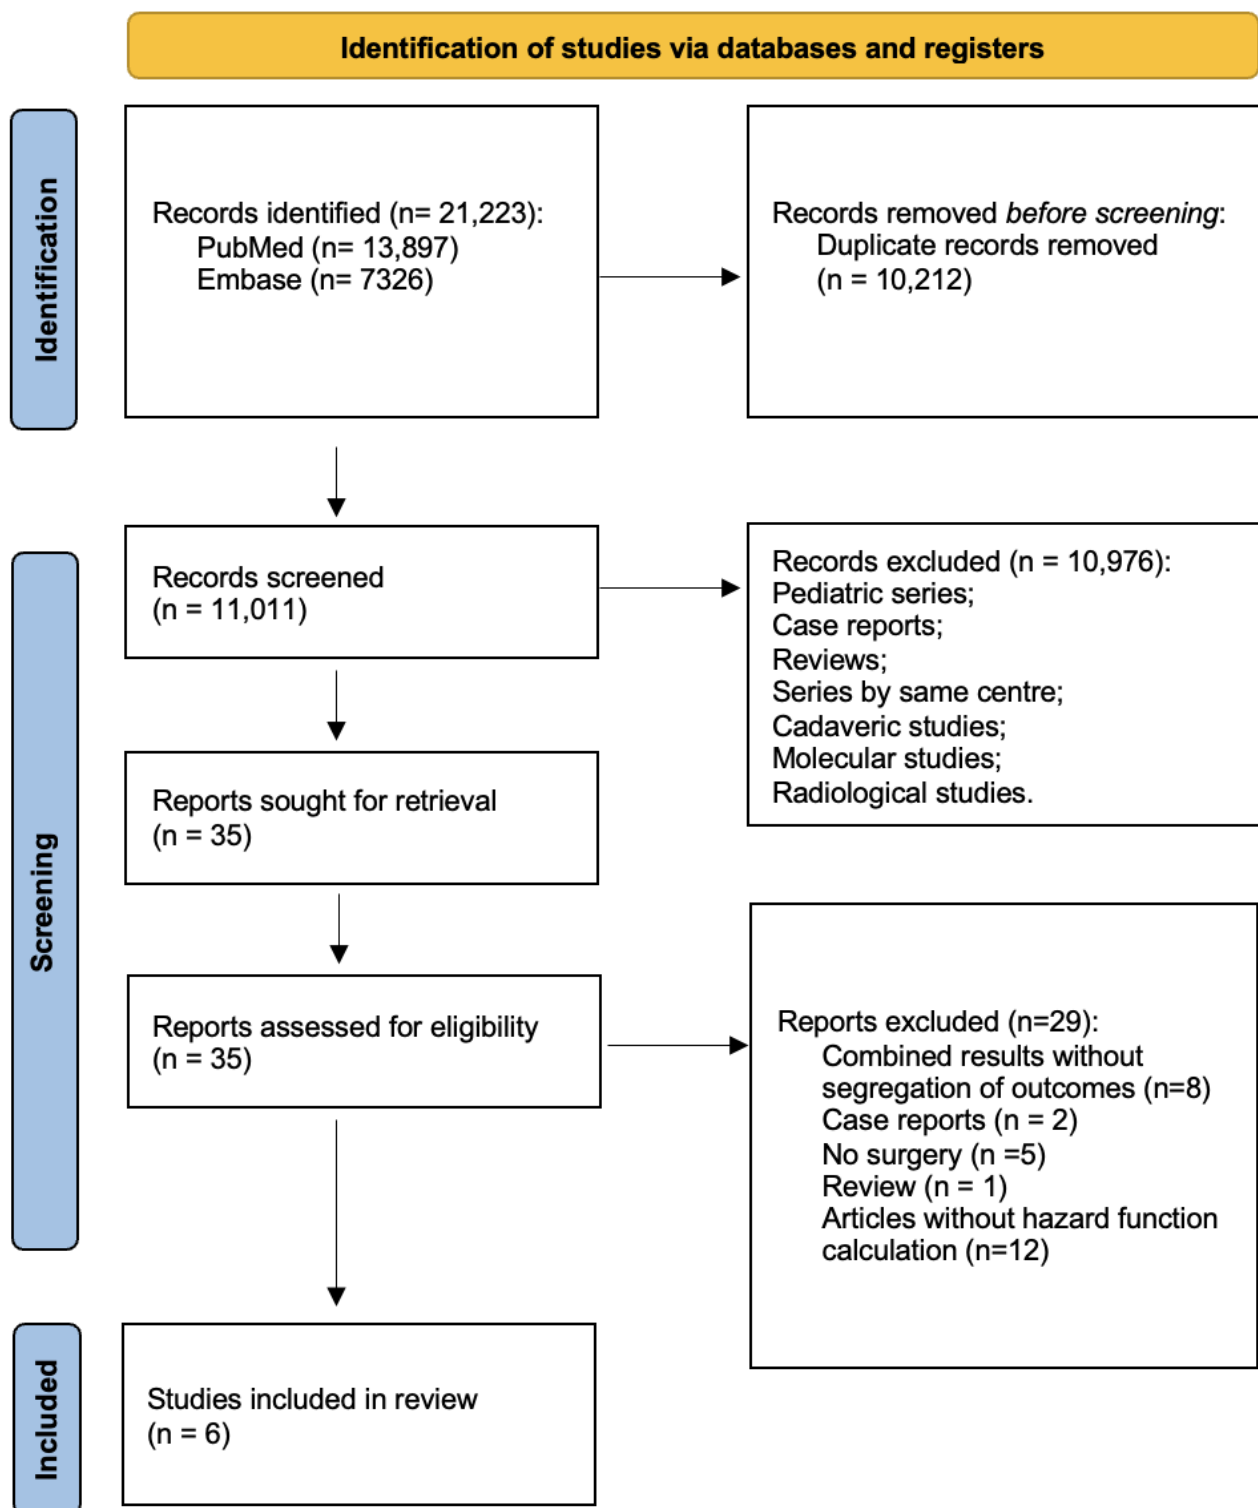 Identification of studies via databases and registers
Identification
Records identified (n= 21,223):
PubMed (n= 13,897)
Embase (n= 7326)
Records removed before screening:
Duplicate records removed
(n = 10,212)
Screening
Records screened
(n = 11,011)
Records excluded (n = 10,976):
Pediatric series;
Case reports;
Reviews;
Series by same centre;
Cadaveric studies;
Molecular studies;
Radiological studies.
Reports sought for retrieval
(n = 35)
Reports assessed for eligibility
(n = 35)
Reports excluded (n=29):
Combined results without
segregation of outcomes (n=8)
Case reports (n = 2)
No surgery (n =5)
Review (n = 1)
Articles without hazard function
calculation (n=12)
Included
Studies included in review
(n = 6)